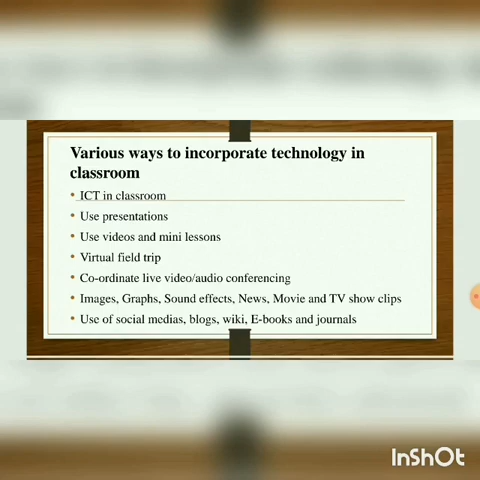 Various ways to incorporate technology in
classroom
• ICT in classroom
• Use presentations
• Use videos and mini lessons
• Virtual field trip
• Co-ordinate live video/audio conferencing
• Images, Graphs, Sound effects, News, Movie and TV show clips
• Use of social medias, blogs, wiki, E-books and journals
InShOt